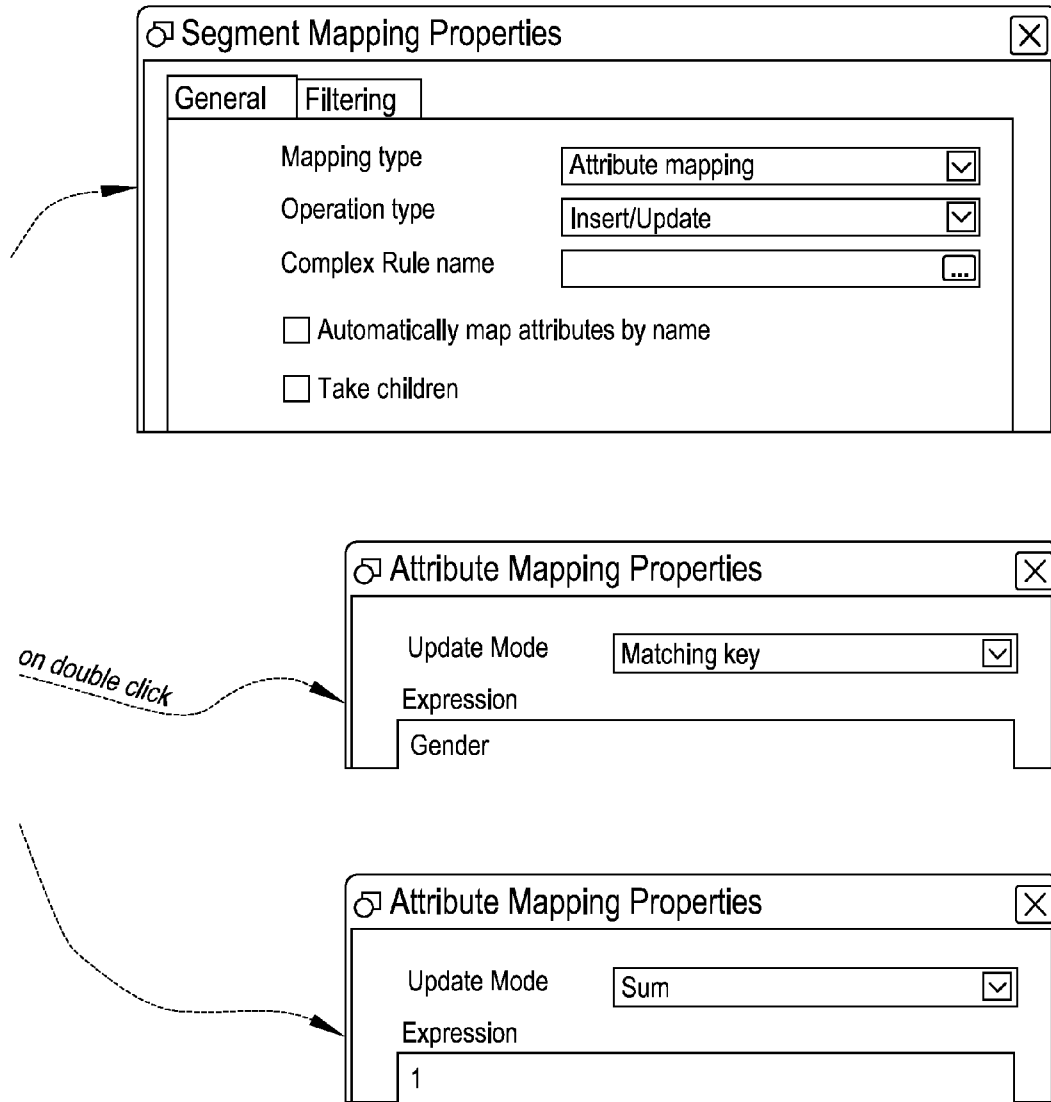 Segment Mapping Properties
General Filtering
Mapping type Attribute mapping
Operation type Insert/Update
Complex Rule name ...
Automatically map attributes by name
Take children
Attribute Mapping Properties
Update Mode Matching key
on double click
Expression
Gender
Attribute Mapping Properties
Update Mode Sum
Expression
1